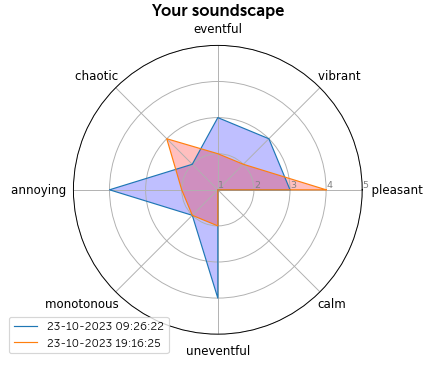 Your soundscape
eventful
chaotic
vibrant
annoying
1 2 3 4 5
pleasant
monotonous
calm
uneventful
23-10-2023 09:26:22
23-10-2023 19:16:25